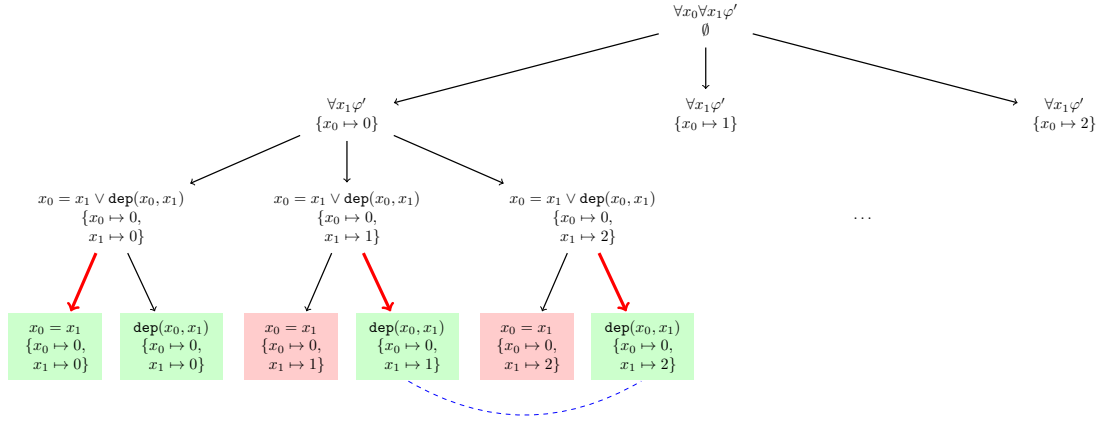 ∀x₀∀x₁φ′
∅
∀x₁φ′
{x₀ ↦ 0}
∀x₁φ′
{x₀ ↦ 1}
∀x₁φ′
{x₀ ↦ 2}
x₀ = x₁ ∨ dep(x₀, x₁)
{x₀ ↦ 0,
x₁ ↦ 0}
x₀ = x₁ ∨ dep(x₀, x₁)
{x₀ ↦ 0,
x₁ ↦ 1}
x₀ = x₁ ∨ dep(x₀, x₁)
{x₀ ↦ 0,
x₁ ↦ 2}
...
x₀ = x₁
{x₀ ↦ 0,
x₁ ↦ 0}
dep(x₀, x₁)
{x₀ ↦ 0,
x₁ ↦ 0}
x₀ = x₁
{x₀ ↦ 0,
x₁ ↦ 1}
dep(x₀, x₁)
{x₀ ↦ 0,
x₁ ↦ 1}
x₀ = x₁
{x₀ ↦ 0,
x₁ ↦ 2}
dep(x₀, x₁)
{x₀ ↦ 0,
x₁ ↦ 2}